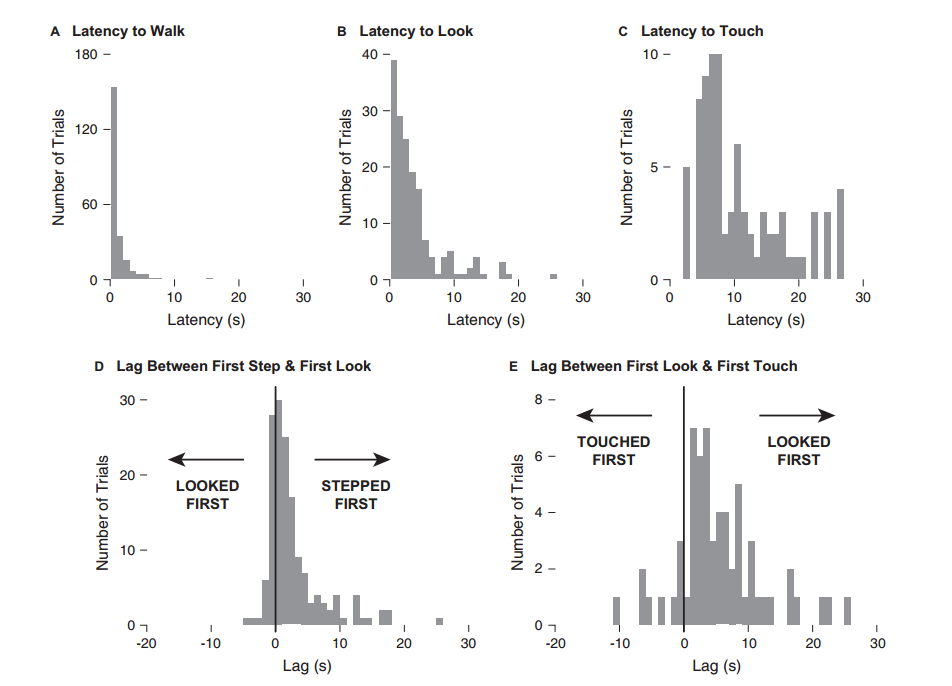 A Latency to Walk
180
120
60
0
Number of Trials
0 10 20 30
Latency (s)
B Latency to Look
40
30
20
10
0
Number of Trials
0 10 20 30
Latency (s)
C Latency to Touch
10
5
0
Number of Trials
0 10 20 30
Latency (s)
D Lag Between First Step & First Look
30
20
10
0
Number of Trials
LOOKED
FIRST
STEPPED
FIRST
-20 -10 0 10 20 30
Lag (s)
E Lag Between First Look & First Touch
8
6
4
2
0
Number of Trials
TOUCHED
FIRST
LOOKED
FIRST
-20 -10 0 10 20 30
Lag (s)